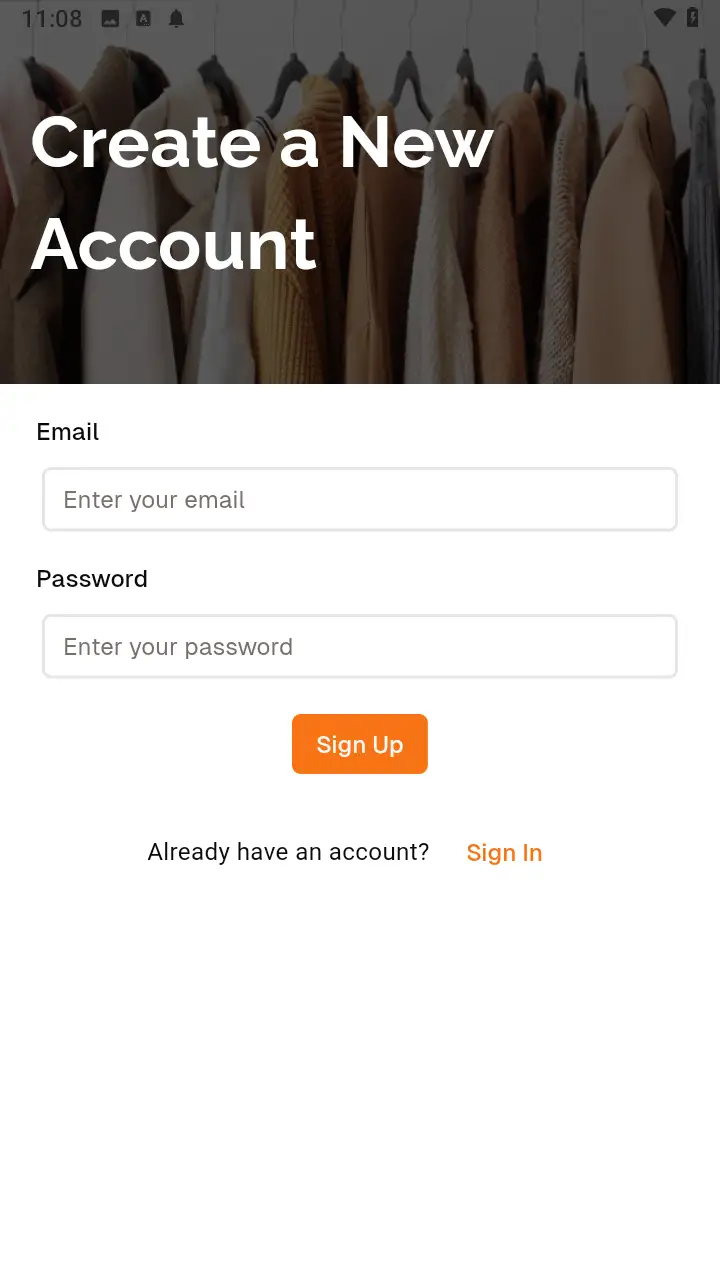 11:08
Create a New
Account
Email
Enter your email
Password
Enter your password
Sign Up
Already have an account? Sign In